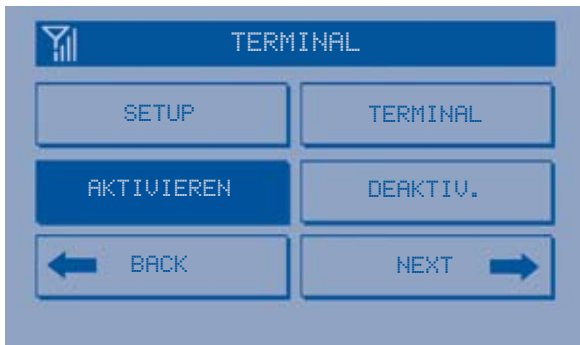 TERMINAL
SETUP TERMINAL
AKTIVIEREN DEAKTIV.
BACK NEXT